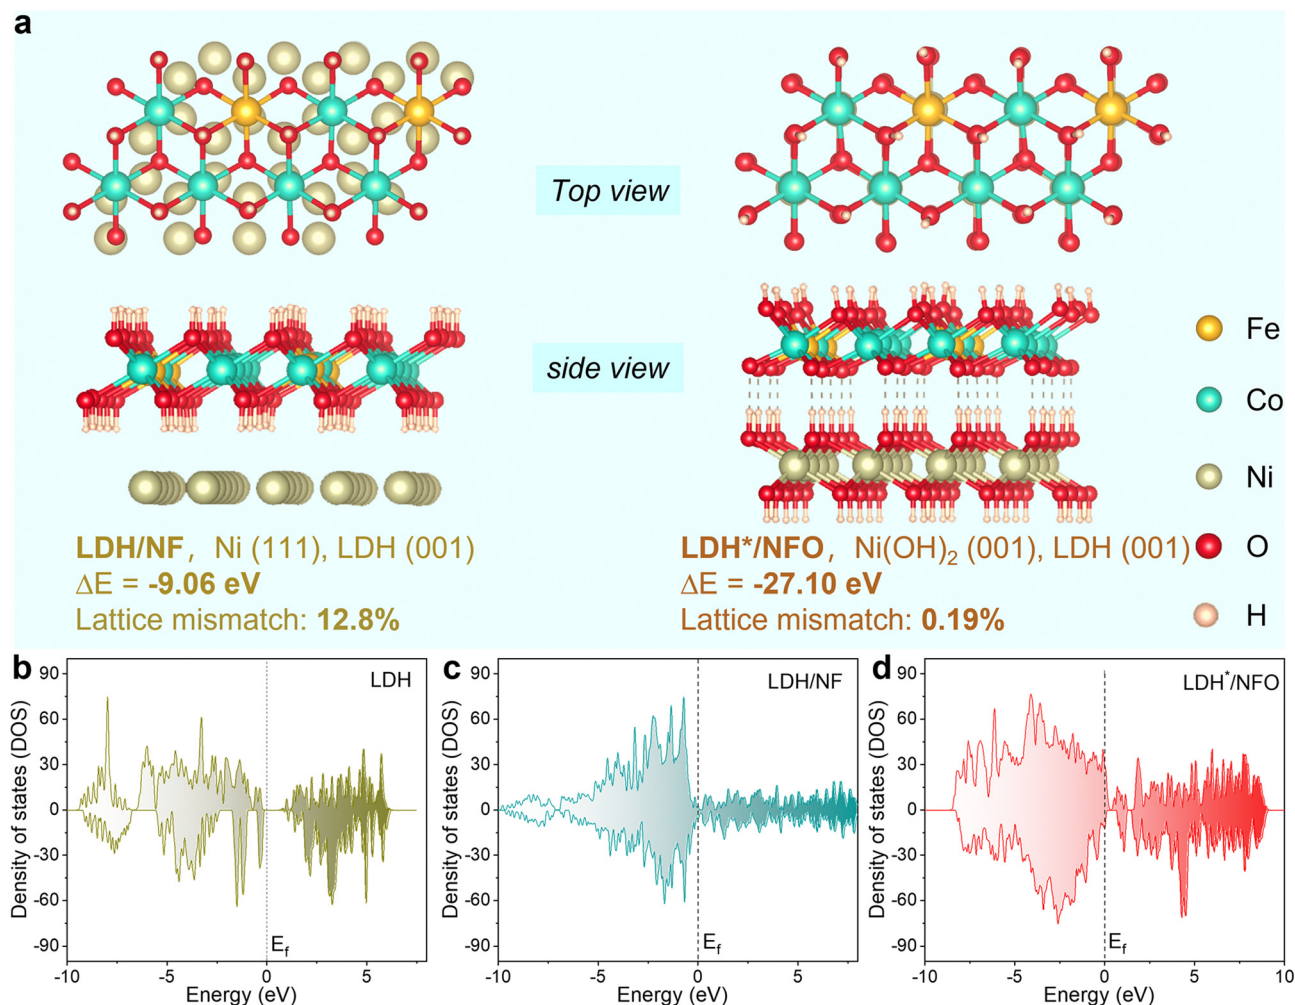 a
Top view
side view
Fe
Co
Ni
O
H
LDH/NF, Ni (111), LDH (001)
ΔE = -9.06 eV
Lattice mismatch: 12.8%
LDH*/NFO, Ni(OH)₂ (001), LDH (001)
ΔE = -27.10 eV
Lattice mismatch: 0.19%
b
LDH
Density of states (DOS)
90
60
30
0
-30
-60
-90
E_f
-10 -5 0 5
Energy (eV)
c
LDH/NF
Density of states (DOS)
90
60
30
0
-30
-60
-90
E_f
-10 -5 0 5
Energy (eV)
d
LDH*/NFO
Density of states (DOS)
90
60
30
0
-30
-60
-90
E_f
-10 -5 0 5 10
Energy (eV)